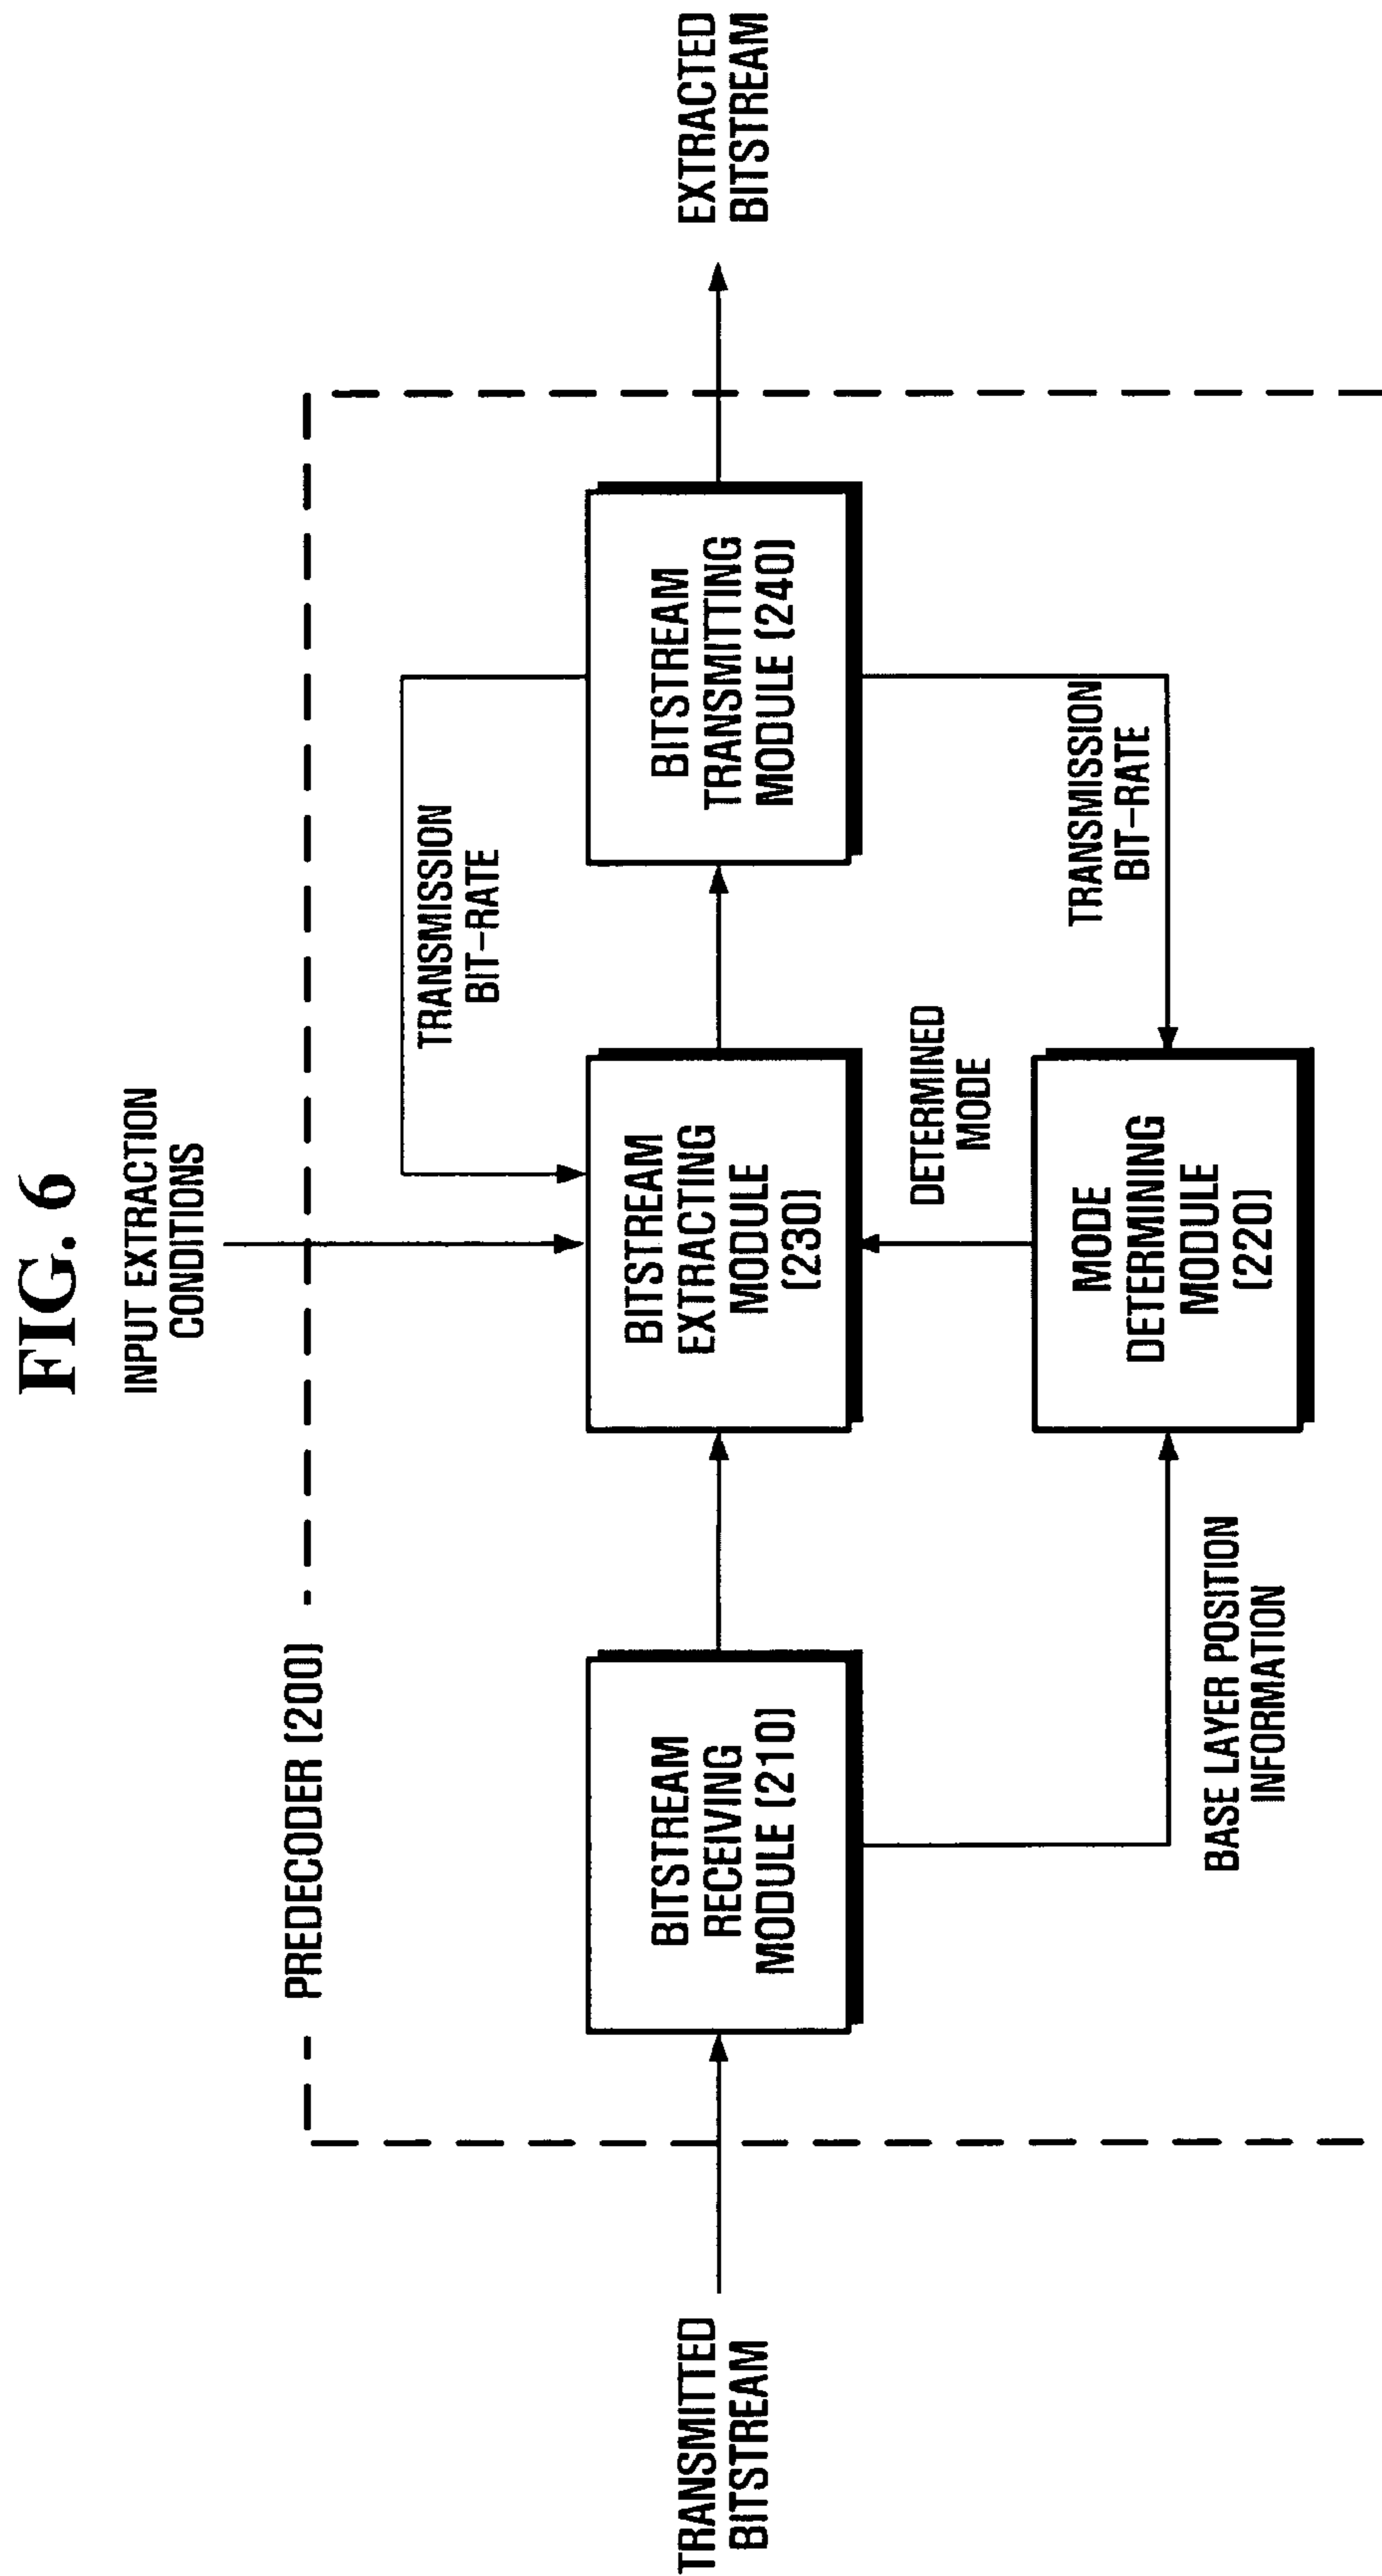 FIG. 6
INPUT EXTRACTION
CONDITIONS
PREDECODER (200)
TRANSMISSION
BIT-RATE
TRANSMITTED
BITSTREAM
BITSTREAM
RECEIVING
MODULE (210)
BITSTREAM
EXTRACTING
MODULE
(230)
BITSTREAM
TRANSMITTING
MODULE (240)
EXTRACTED
BITSTREAM
DETERMINED
MODE
TRANSMISSION
BIT-RATE
BASE LAYER POSITION
INFORMATION
MODE
DETERMINING
MODULE
(220)